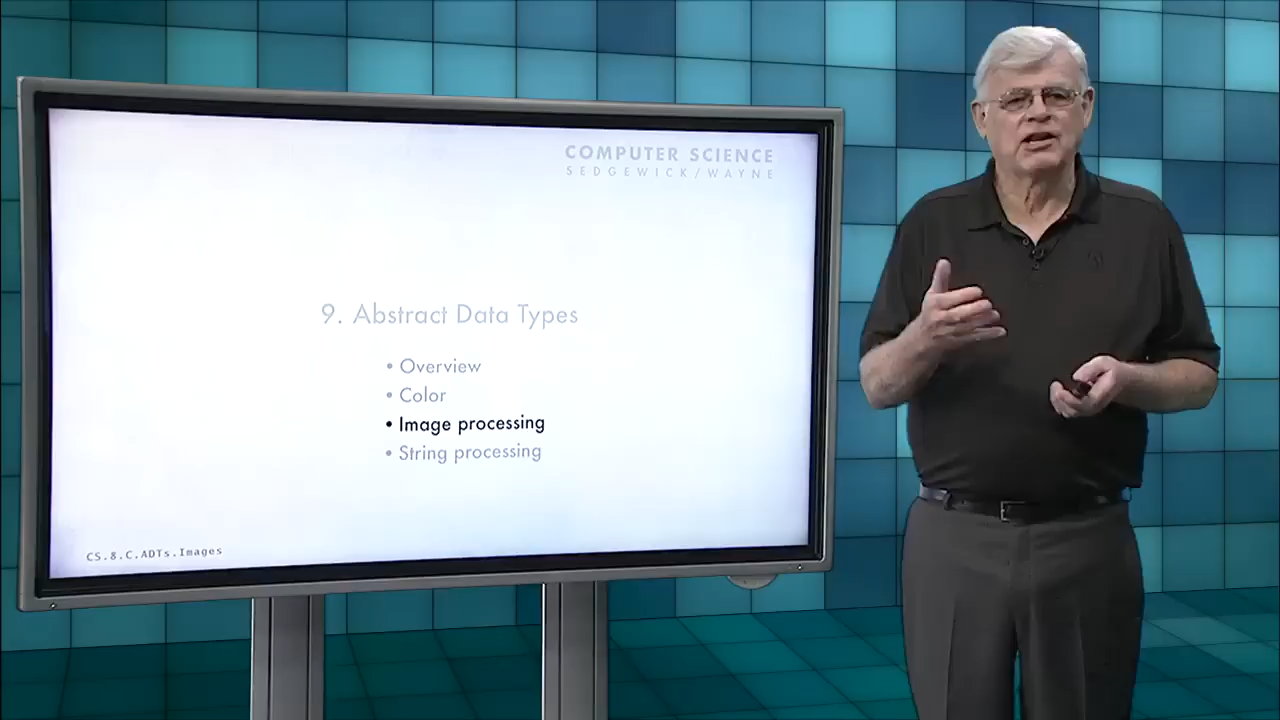 COMPUTER SCIENCE
SEDGEWICK/WAYNE
9. Abstract Data Types
• Overview
• Color
• Image processing
• String processing
CS.8.C.ADTs.Images